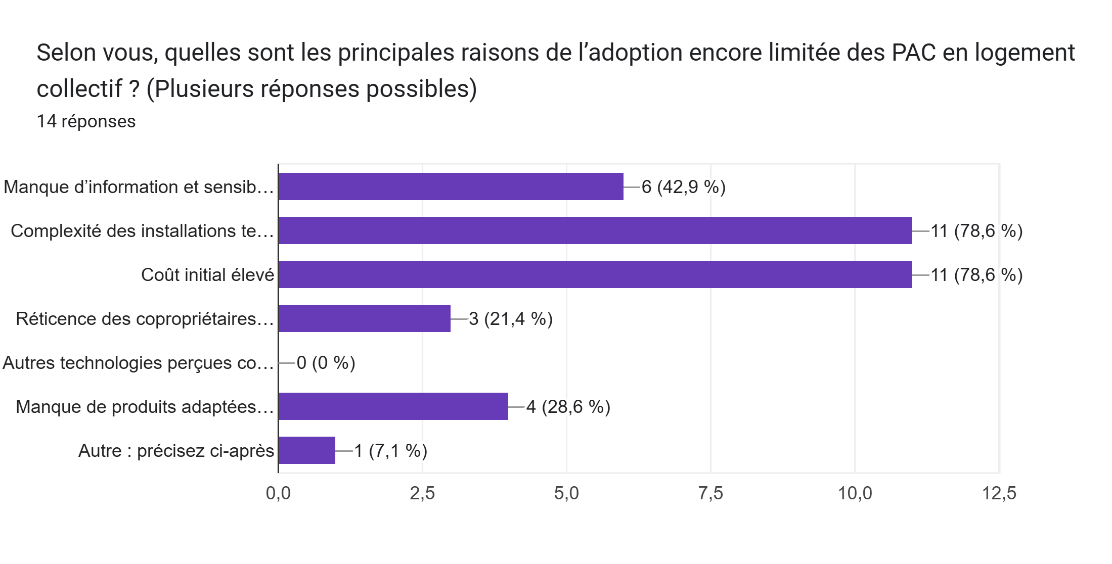 Selon vous, quelles sont les principales raisons de l’adoption encore limitée des PAC en logement
collectif ? (Plusieurs réponses possibles)
14 réponses
Manque d’information et sensib… 6 (42,9 %)
Complexité des installations te… 11 (78,6 %)
Coût initial élevé 11 (78,6 %)
Réticence des copropriétaires… 3 (21,4 %)
Autres technologies perçues co… 0 (0 %)
Manque de produits adaptées… 4 (28,6 %)
Autre : précisez ci-après 1 (7,1 %)
0,0 2,5 5,0 7,5 10,0 12,5